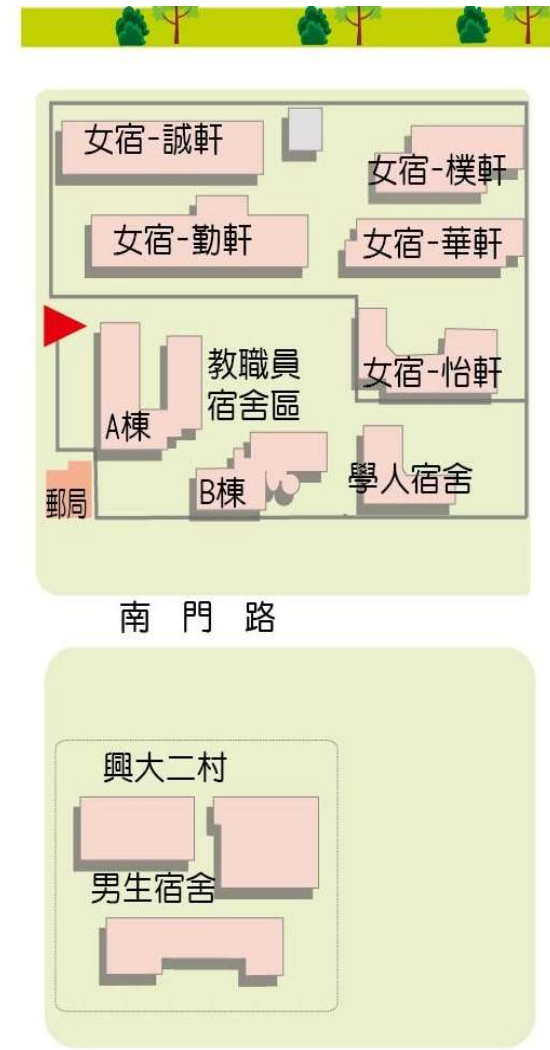 女宿-誠軒
女宿-樸軒
女宿-勤軒
女宿-華軒
教職員
宿舍區
女宿-怡軒
A棟
B棟
學人宿舍
郵局
南門路
興大二村
男生宿舍